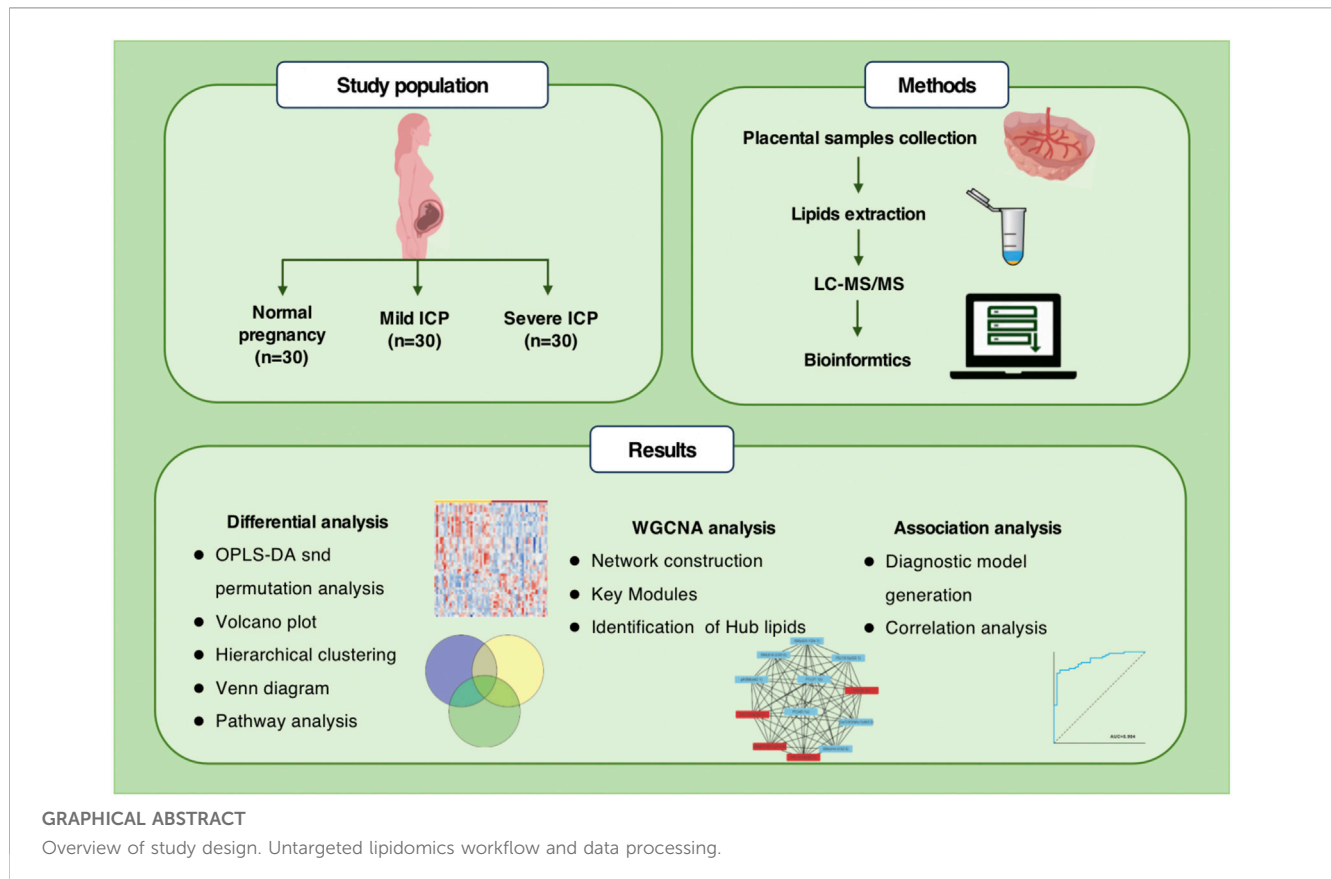 Study population
Normal
pregnancy
(n=30)
Mild ICP
(n=30)
Severe ICP
(n=30)
Methods
Placental samples collection
Lipids extraction
LC-MS/MS
Bioinformtics
Results
Differential analysis
● OPLS-DA snd
permutation analysis
● Volcano plot
● Hierarchical clustering
● Venn diagram
● Pathway analysis
WGCNA analysis
● Network construction
● Key Modules
● Identification of Hub lipids
Association analysis
● Diagnostic model
generation
● Correlation analysis
GRAPHICAL ABSTRACT
Overview of study design. Untargeted lipidomics workflow and data processing.